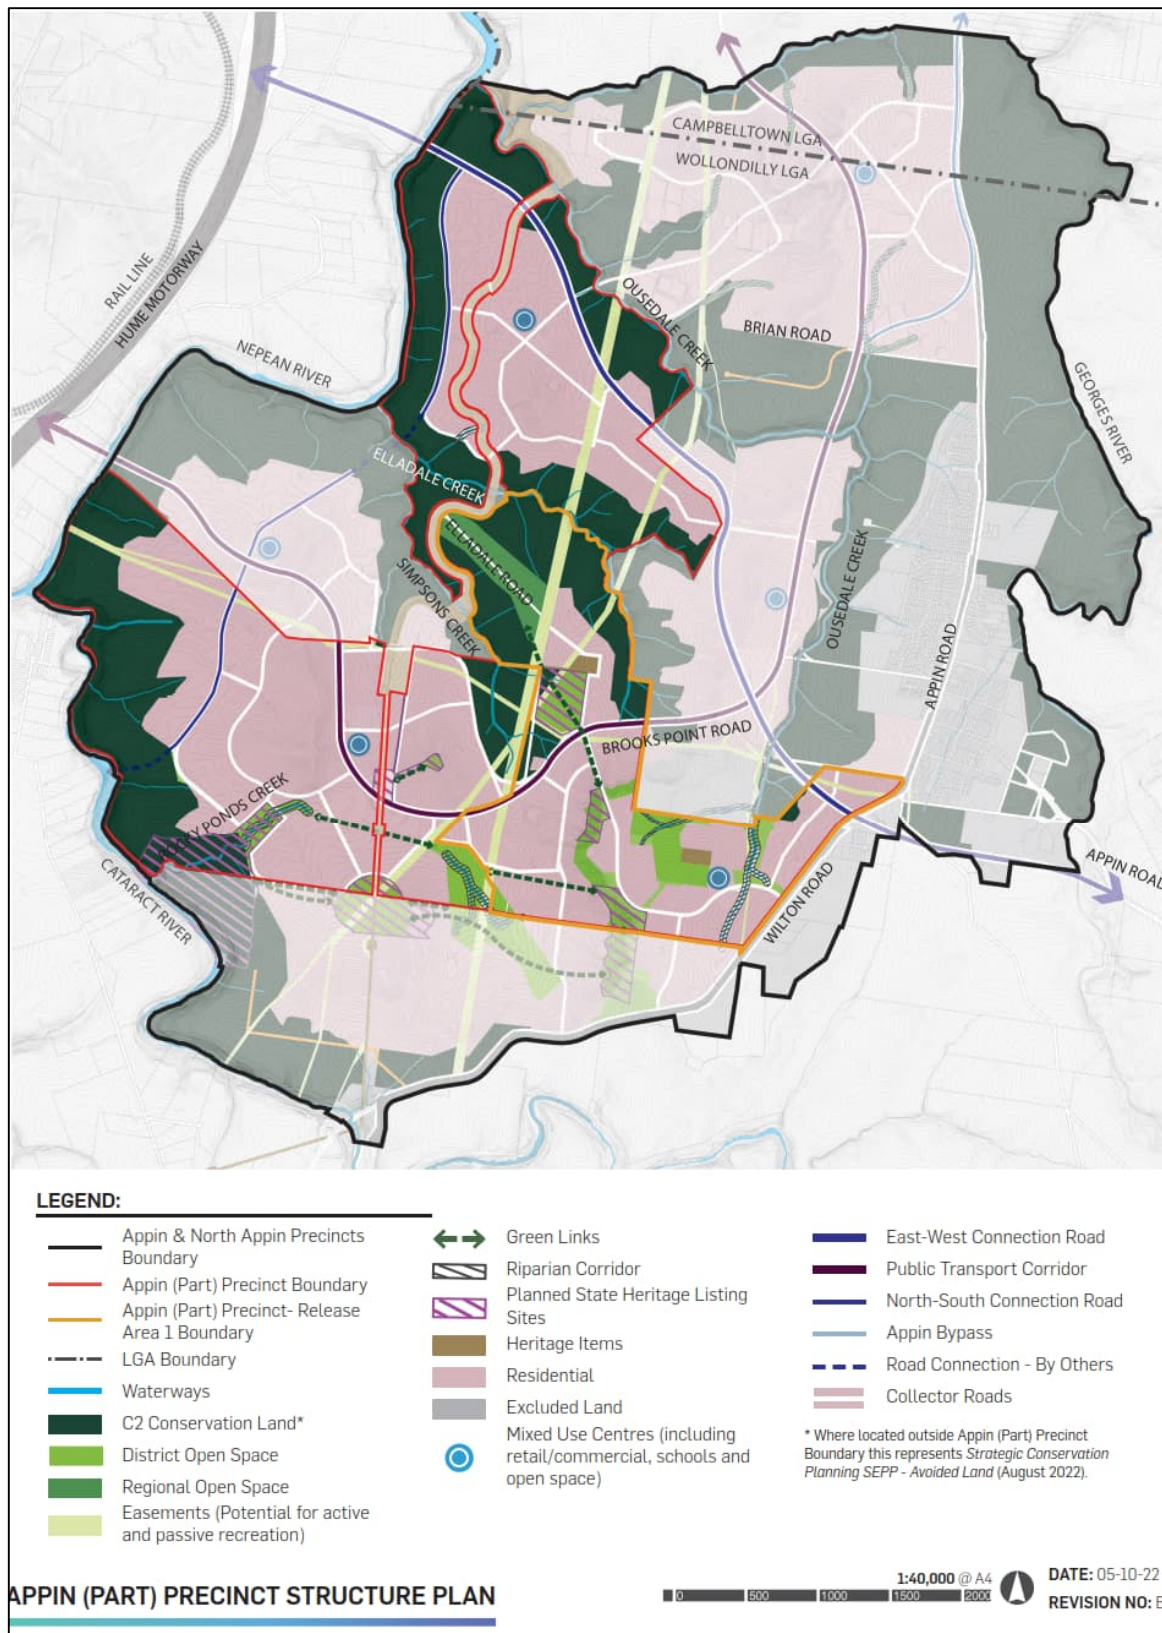 CAMPBELLTOWN LGA
WOLLONDILLY LGA
RAIL LINE
HUME MOTORWAY
NEPEAN RIVER
OUSEDALE CREEK
BRIAN ROAD
GEORGES RIVER
ELLADALE CREEK
ELLADALE ROAD
SIMPSONS CREEK
OUSEDALE CREEK
APPIN ROAD
BROOKS POINT ROAD
PONDS CREEK
CATARACT RIVER
WILTON ROAD
APPIN ROAD
LEGEND:
Appin & North Appin Precincts
Boundary
Appin (Part) Precinct Boundary
Appin (Part) Precinct- Release
Area 1 Boundary
LGA Boundary
Waterways
C2 Conservation Land*
District Open Space
Regional Open Space
Easements (Potential for active
and passive recreation)
Green Links
Riparian Corridor
Planned State Heritage Listing
Sites
Heritage Items
Residential
Excluded Land
Mixed Use Centres (including
retail/commercial, schools and
open space)
East-West Connection Road
Public Transport Corridor
North-South Connection Road
Appin Bypass
Road Connection - By Others
Collector Roads
* Where located outside Appin (Part) Precinct
Boundary this represents Strategic Conservation
Planning SEPP - Avoided Land (August 2022).
APPIN (PART) PRECINCT STRUCTURE PLAN
1:40,000 @ A4
0 500 1000 1500 2000
DATE: 05-10-22
REVISION NO: